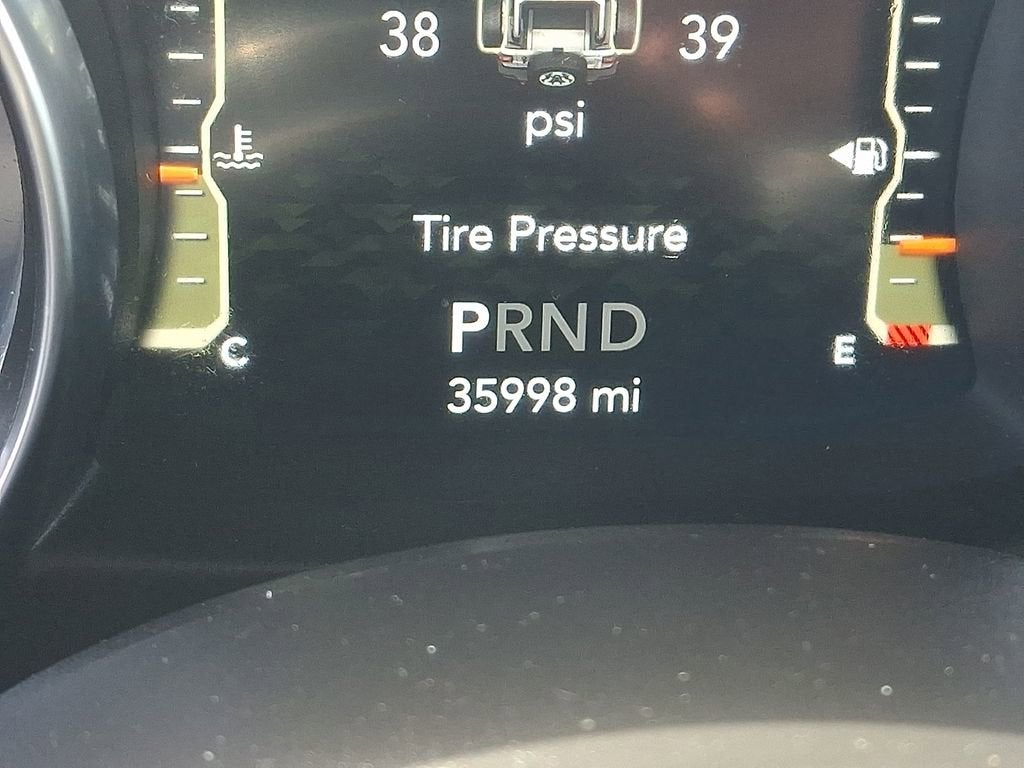 38 39
psi
Tire Pressure
PRND
C E
35998 mi